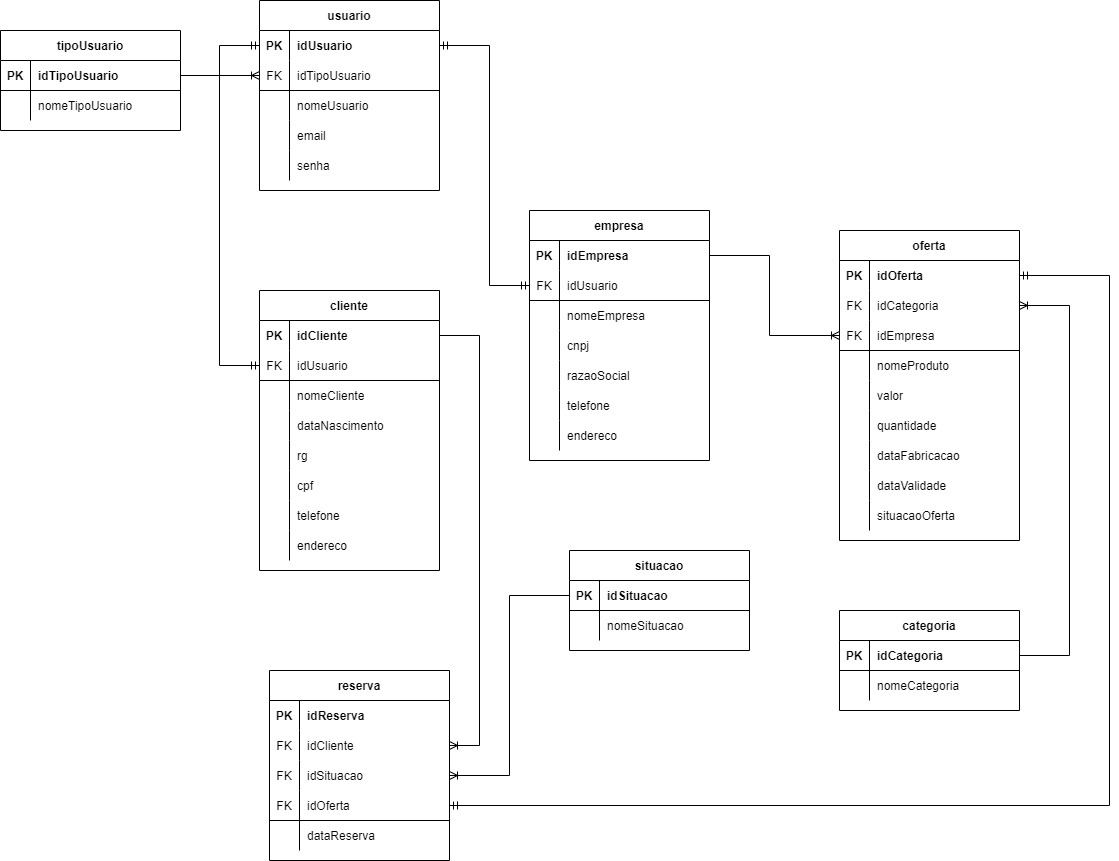 usuario
PK idUsuario
FK idTipoUsuario
nomeUsuario
email
senha
tipoUsuario
PK idTipoUsuario
nomeTipoUsuario
empresa
PK idEmpresa
FK idUsuario
nomeEmpresa
cnpj
razaoSocial
telefone
endereco
oferta
PK idOferta
FK idCategoria
FK idEmpresa
nomeProduto
valor
quantidade
dataFabricacao
dataValidade
situacaoOferta
cliente
PK idCliente
FK idUsuario
nomeCliente
dataNascimento
rg
cpf
telefone
endereco
situacao
PK idSituacao
nomeSituacao
categoria
PK idCategoria
nomeCategoria
reserva
PK idReserva
FK idCliente
FK idSituacao
FK idOferta
dataReserva